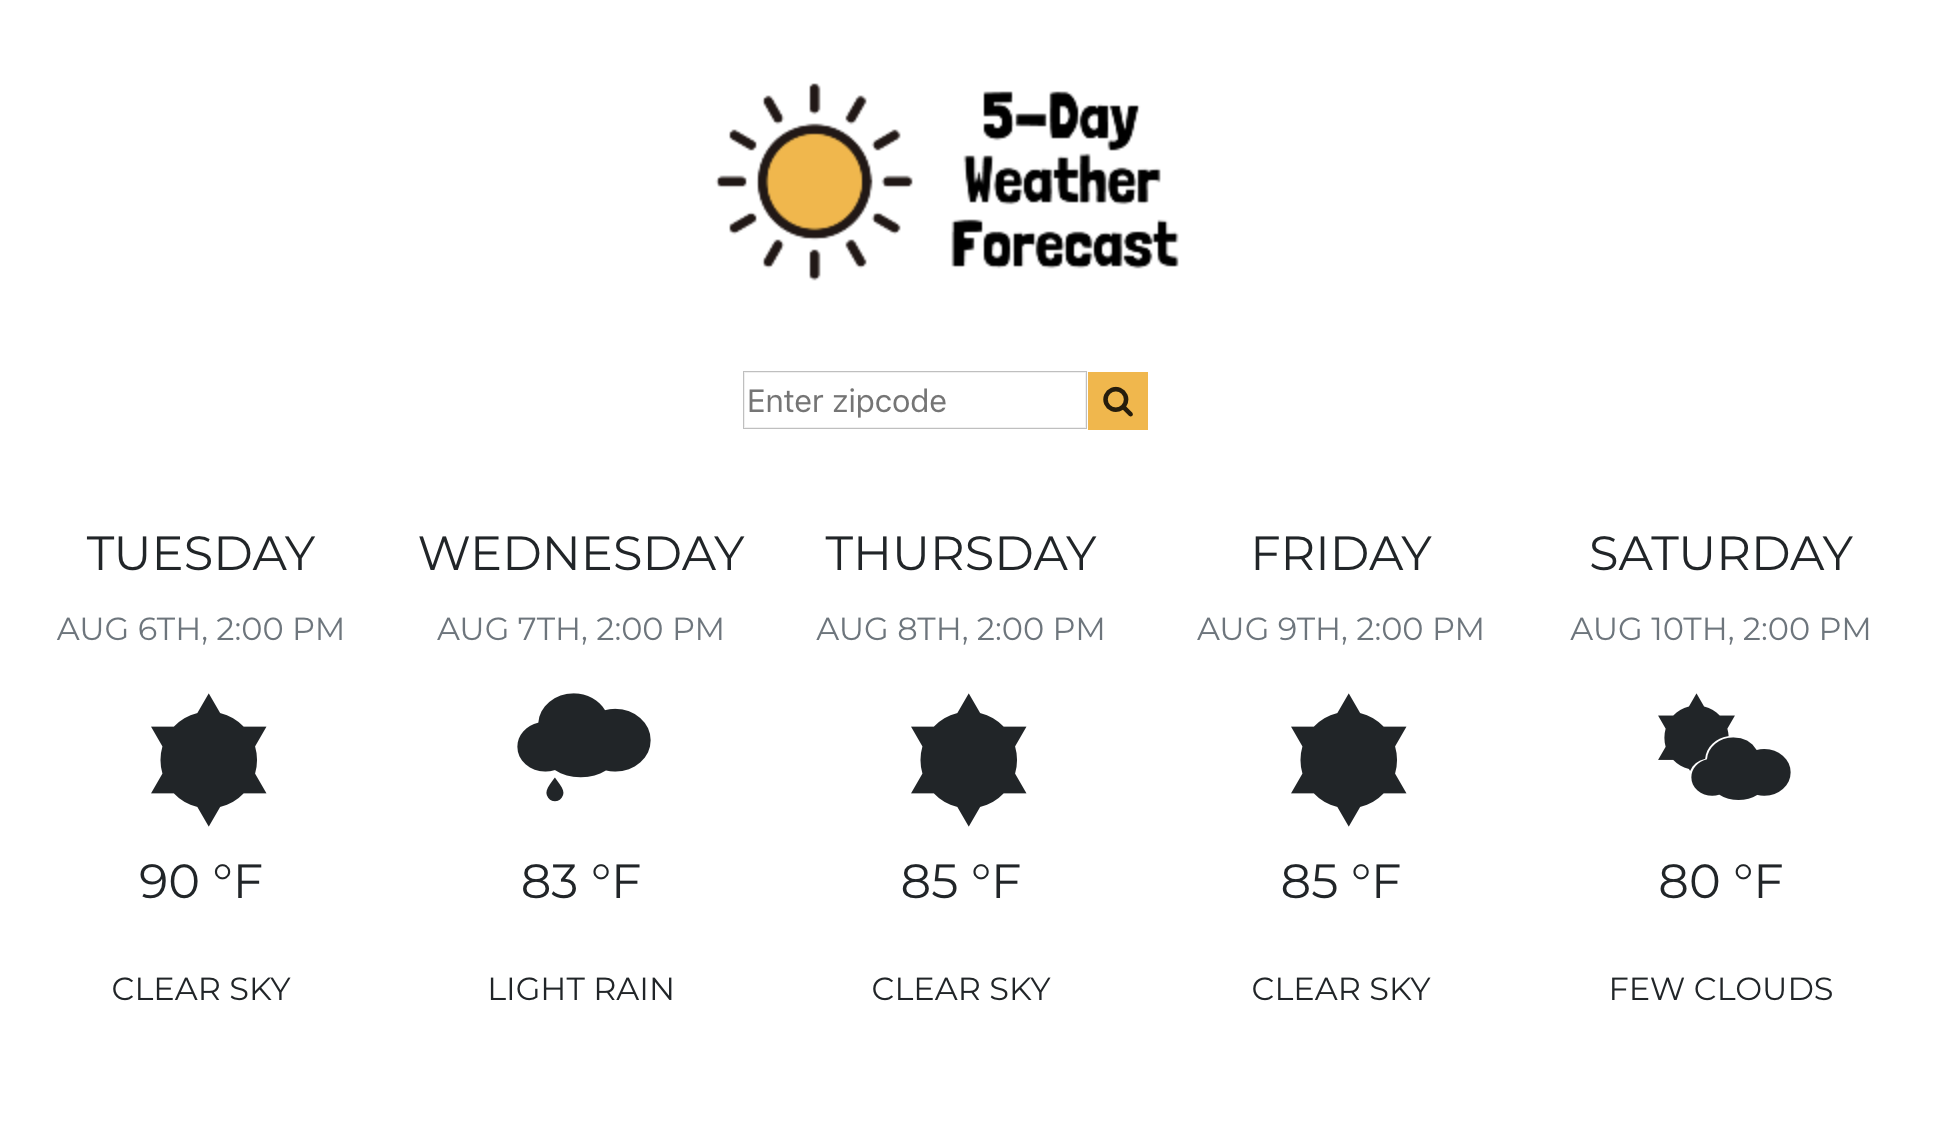 5-Day
Weather
Forecast
Enter zipcode
TUESDAY
AUG 6TH, 2:00 PM
90 °F
CLEAR SKY
WEDNESDAY
AUG 7TH, 2:00 PM
83 °F
LIGHT RAIN
THURSDAY
AUG 8TH, 2:00 PM
85 °F
CLEAR SKY
FRIDAY
AUG 9TH, 2:00 PM
85 °F
CLEAR SKY
SATURDAY
AUG 10TH, 2:00 PM
80 °F
FEW CLOUDS